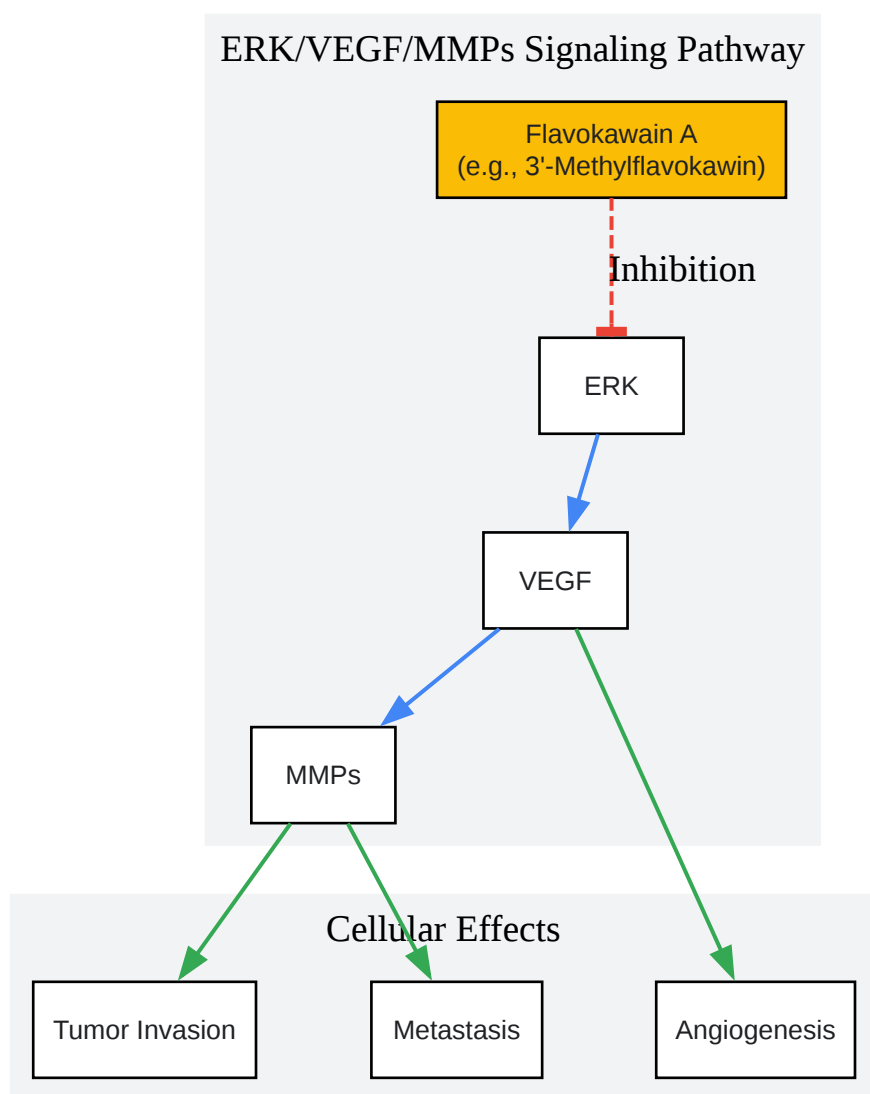 ERK/VEGF/MMPs Signaling Pathway
Flavokawain A
(e.g., 3'-Methylflavokawin)
Inhibition
ERK
VEGF
MMPs
Cellular Effects
Tumor Invasion
Metastasis
Angiogenesis